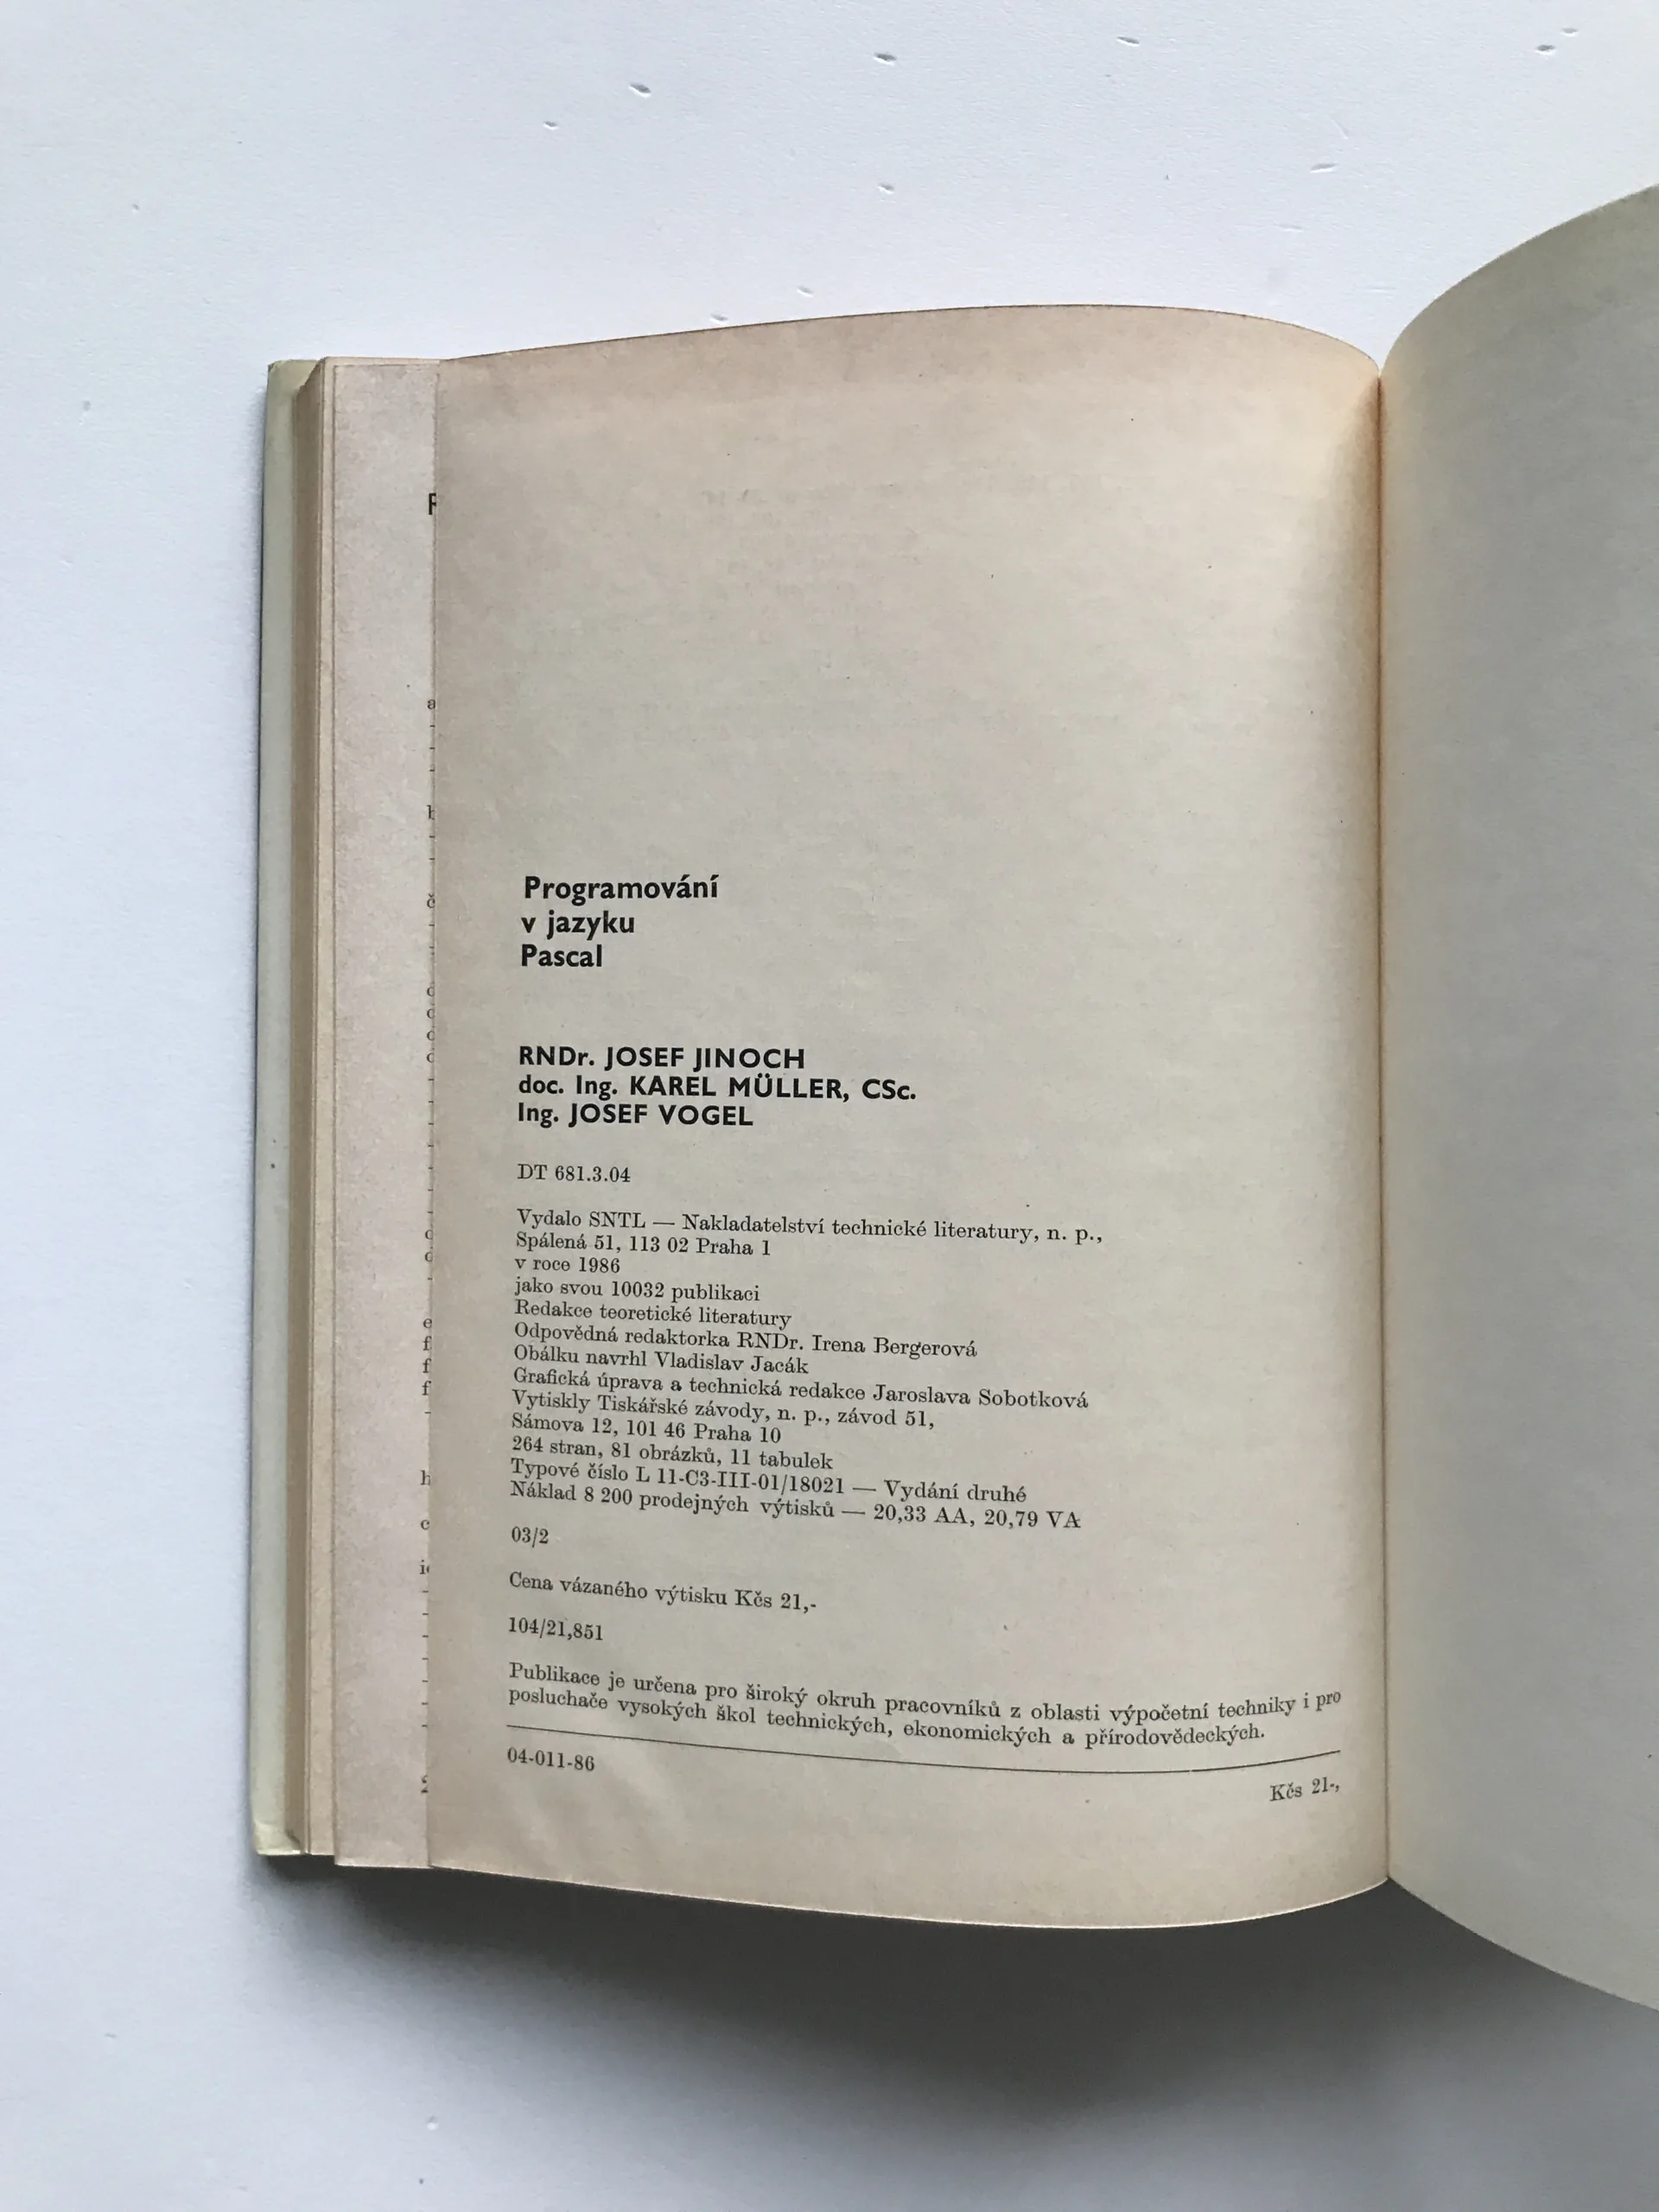 Programování
v jazyku
Pascal
RNDr. JOSEF JINOCH
doc. Ing. KAREL MÜLLER, CSc.
Ing. JOSEF VOGEL
DT 681.3.04
Vydalo SNTL — Nakladatelství technické literatury, n. p.,
Spálená 51, 113 02 Praha 1
v roce 1986
jako svou 10032 publikaci
Redakce teoretické literatury
Odpovědná redaktorka RNDr. Irena Bergerová
Obálku navrhl Vladislav Jacák
Grafická úprava a technická redakce Jaroslava Sobotková
Vytiskly Tiskářské závody, n. p., závod 51,
Sámova 12, 101 46 Praha 10
264 stran, 81 obrázků, 11 tabulek
Typové číslo L 11-C3-III-01/18021 — Vydání druhé
Náklad 8 200 prodejných výtisků — 20,33 AA, 20,79 VA
03/2
Cena vázaného výtisku Kčs 21,-
104/21,851
Publikace je určena pro široký okruh pracovníků z oblasti výpočetní techniky i pro
posluchače vysokých škol technických, ekonomických a přírodovědeckých.
04-011-86
Kčs 21-,